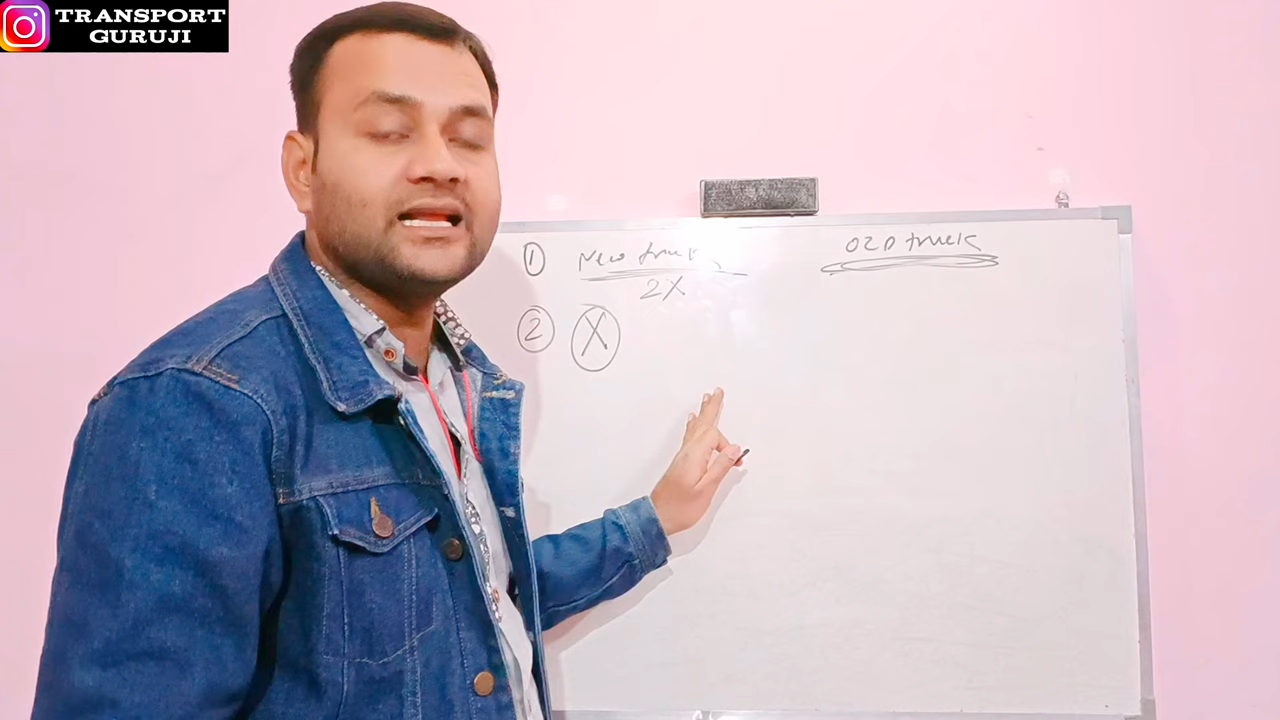 TRANSPORT
GURUJI
① New truck
OLD truck
2X
② X